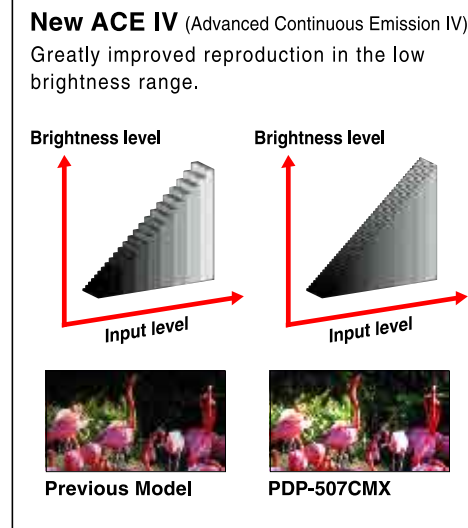 New ACE IV (Advanced Continuous Emission IV)
Greatly improved reproduction in the low
brightness range.
Brightness level
Brightness level
Input level
Input level
Previous Model
PDP-507CMX